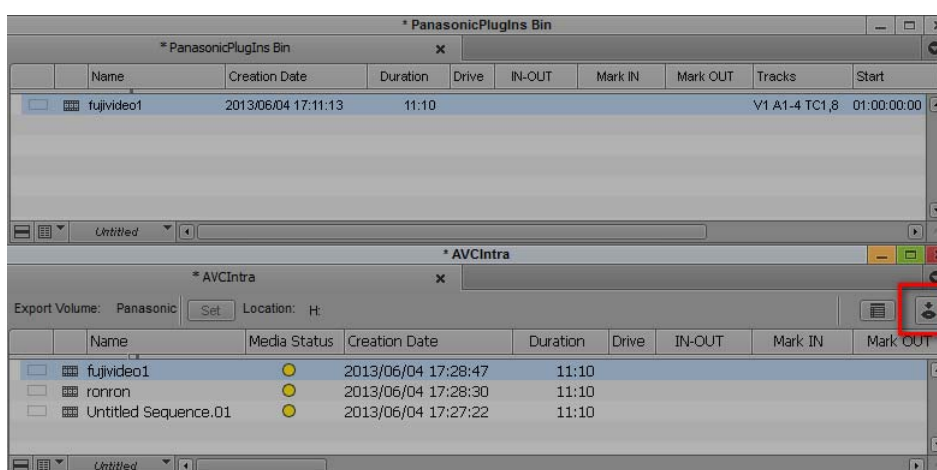 * PanasonicPlugIns Bin
* PanasonicPlugIns Bin x
Name Creation Date Duration Drive IN-OUT Mark IN Mark OUT Tracks Start
fujivideo1 2013/06/04 17:11:13 11:10 V1 A1-4 TC1,8 01:00:00:00
Untitled
* AVCIntra
* AVCIntra x
Export Volume: Panasonic Set Location: H:
Name Media Status Creation Date Duration Drive IN-OUT Mark IN Mark OUT
fujivideo1 2013/06/04 17:28:47 11:10
ronron 2013/06/04 17:28:30 11:10
Untitled Sequence.01 2013/06/04 17:27:22 11:10
Untitled